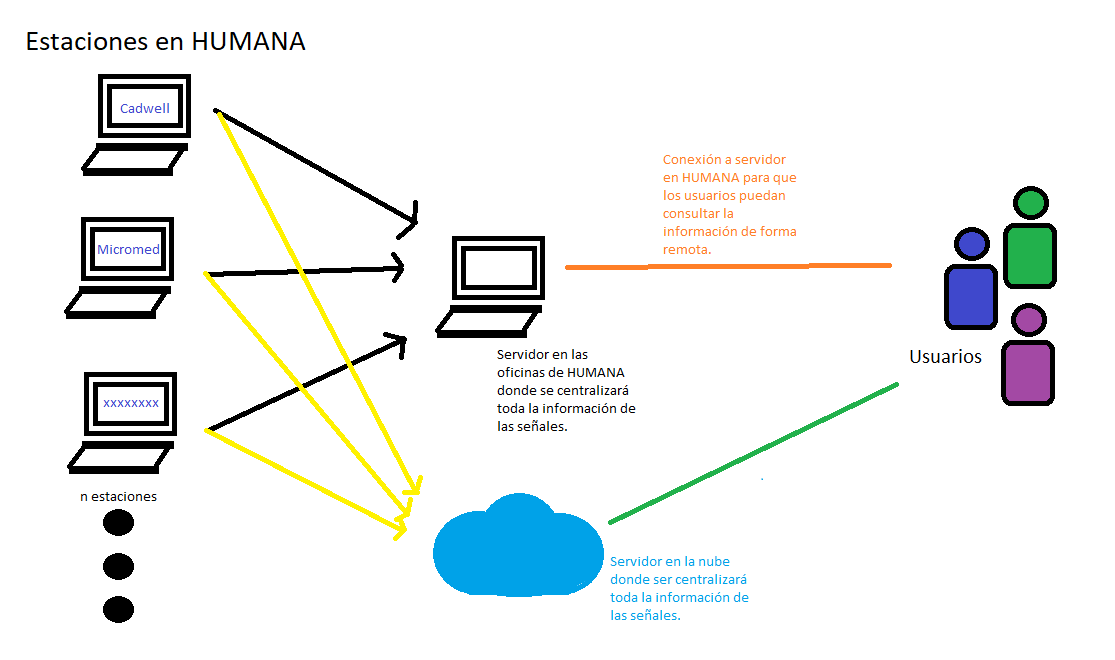 Estaciones en HUMANA
Cadwell
Micromed
xxxxxxxx
n estaciones
Servidor en las
oficinas de HUMANA
donde se centralizará
toda la información de
las señales.
Conexión a servidor
en HUMANA para que
los usuarios puedan
consultar la
información de forma
remota.
Usuarios
Servidor en la nube
donde ser centralizará
toda la información de
las señales.